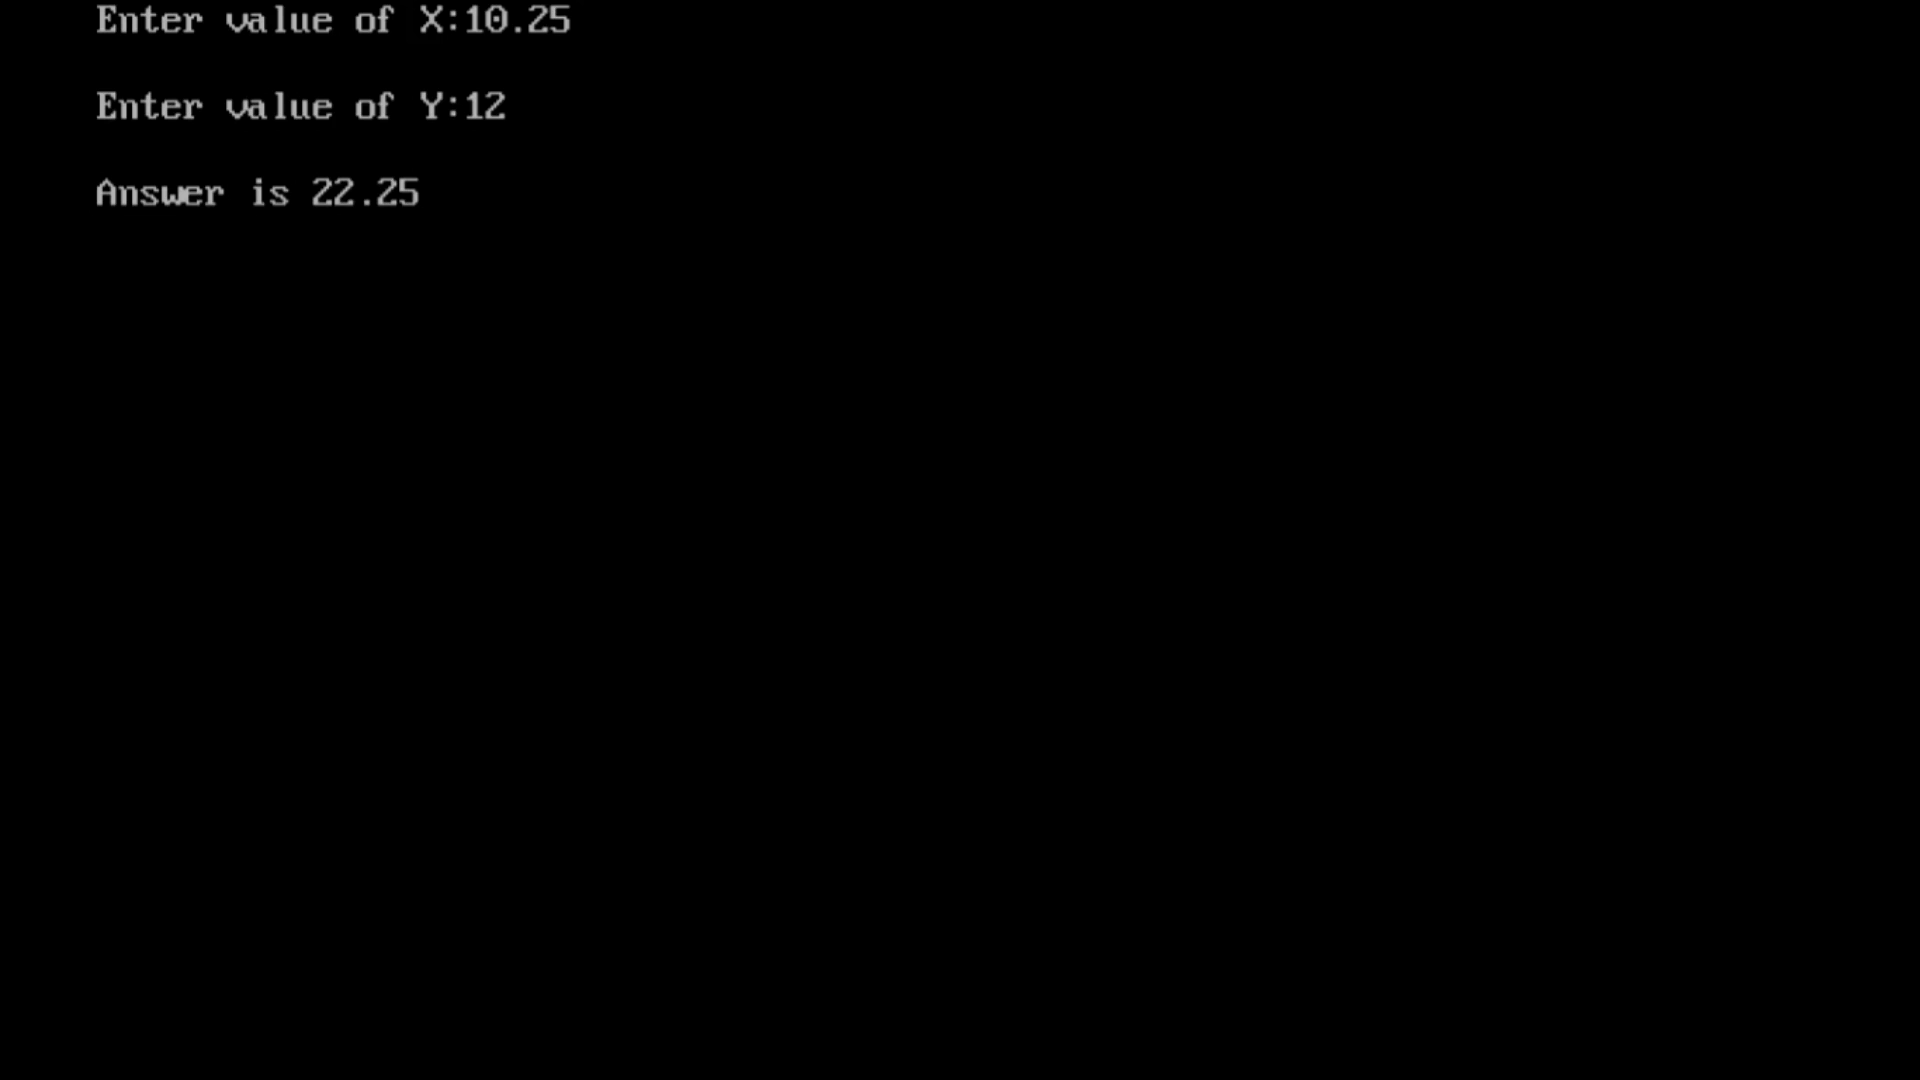 Enter value of X:10.25
Enter value of Y:12
Answer is 22.25